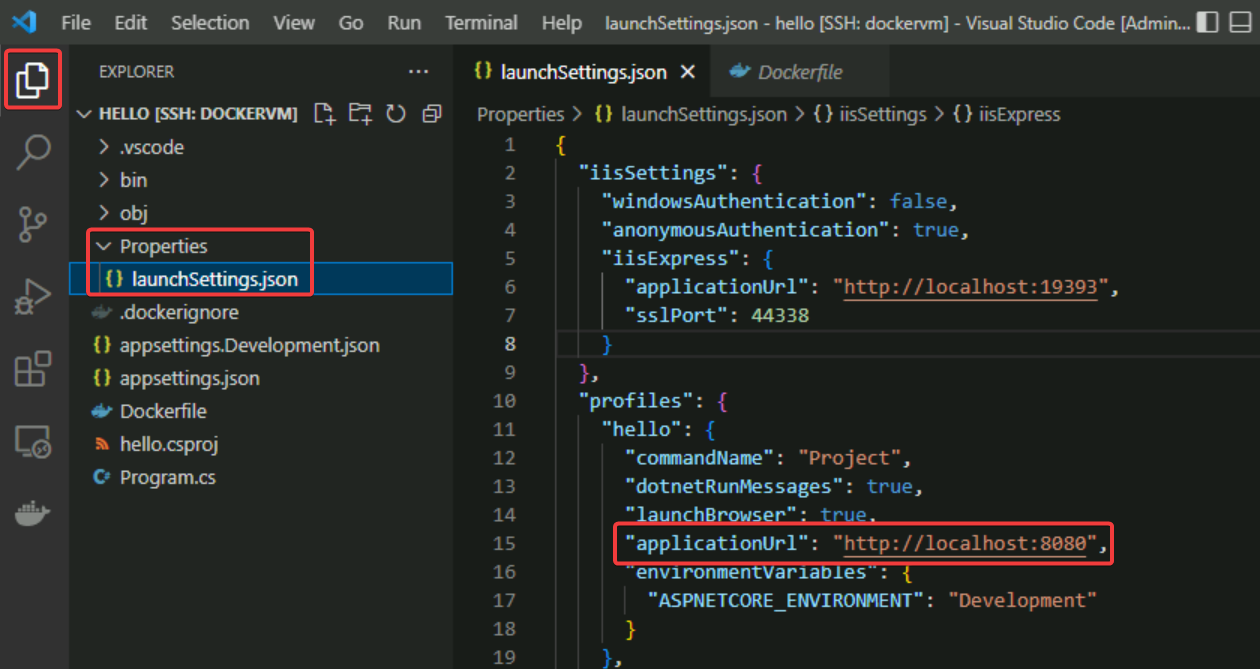 File Edit Selection View Go Run Terminal Help launchSettings.json - hello [SSH: dockervm] - Visual Studio Code [Admin...
EXPLORER ...
HELLO [SSH: DOCKERVM]
.vscode
bin
obj
Properties
{} launchSettings.json
.dockerignore
{} appsettings.Development.json
{} appsettings.json
Dockerfile
hello.csproj
C# Program.cs
{} launchSettings.json × Dockerfile
Properties > {} launchSettings.json > {} iisSettings > {} iisExpress
1 {
2 "iisSettings": {
3 "windowsAuthentication": false,
4 "anonymousAuthentication": true,
5 "iisExpress": {
6 "applicationUrl": "http://localhost:19393",
7 "sslPort": 44338
8 }
9 },
10 "profiles": {
11 "hello": {
12 "commandName": "Project",
13 "dotnetRunMessages": true,
14 "launchBrowser": true,
15 "applicationUrl": "http://localhost:8080",
16 "environmentVariables": {
17 "ASPNETCORE_ENVIRONMENT": "Development"
18 }
19 },